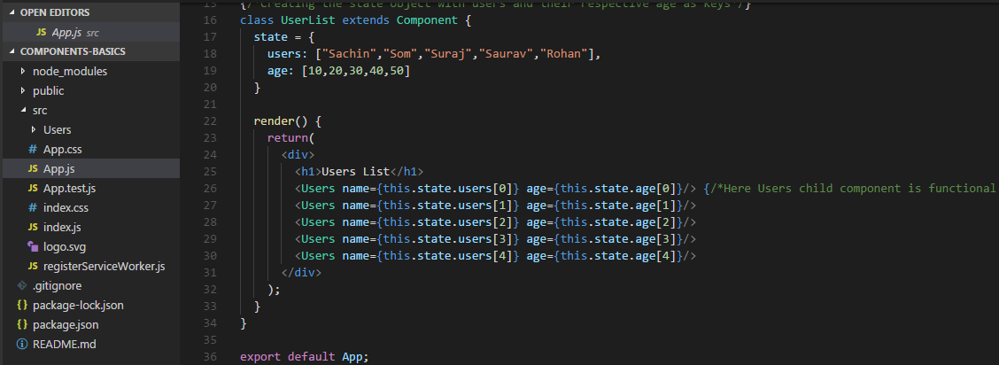 OPEN EDITORS
JS App.js src
COMPONENTS-BASICS
node_modules
public
src
Users
# App.css
JS App.js
JS App.test.js
# index.css
JS index.js
logo.svg
JS registerServiceWorker.js
.gitignore
{} package-lock.json
{} package.json
README.md
15 {/*Creating the state object with users and their respective age as keys*/}
16 class UserList extends Component {
17 state = {
18 users: ["Sachin","Som","Suraj","Saurav","Rohan"],
19 age: [10,20,30,40,50]
20 }
21
22 render() {
23 return(
24 <div>
25 <h1>Users List</h1>
26 <Users name={this.state.users[0]} age={this.state.age[0]}/> {/*Here Users child component is functional
27 <Users name={this.state.users[1]} age={this.state.age[1]}/>
28 <Users name={this.state.users[2]} age={this.state.age[2]}/>
29 <Users name={this.state.users[3]} age={this.state.age[3]}/>
30 <Users name={this.state.users[4]} age={this.state.age[4]}/>
31 </div>
32 );
33 }
34 }
35
36 export default App;